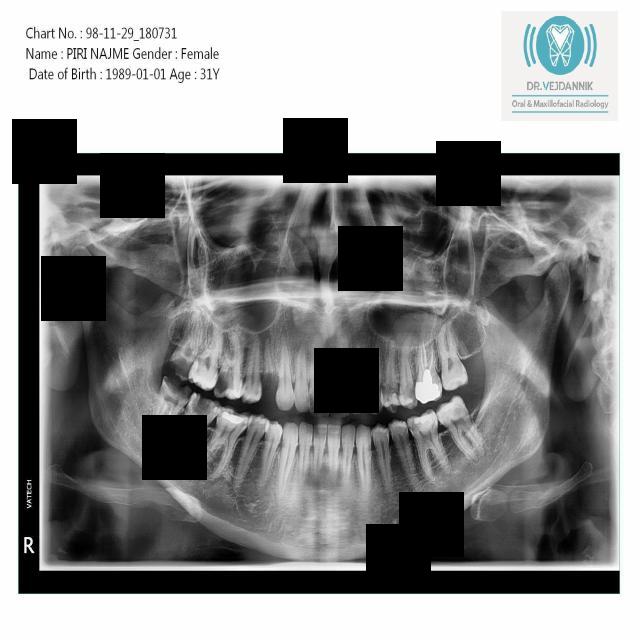 Chart No. : 98-11-29_180731
Name : PIRI NAJME Gender : Female
Date of Birth : 1989-01-01 Age : 31Y
DR.VEJDANNIK
Oral & Maxillofacial Radiology
VATECH
R